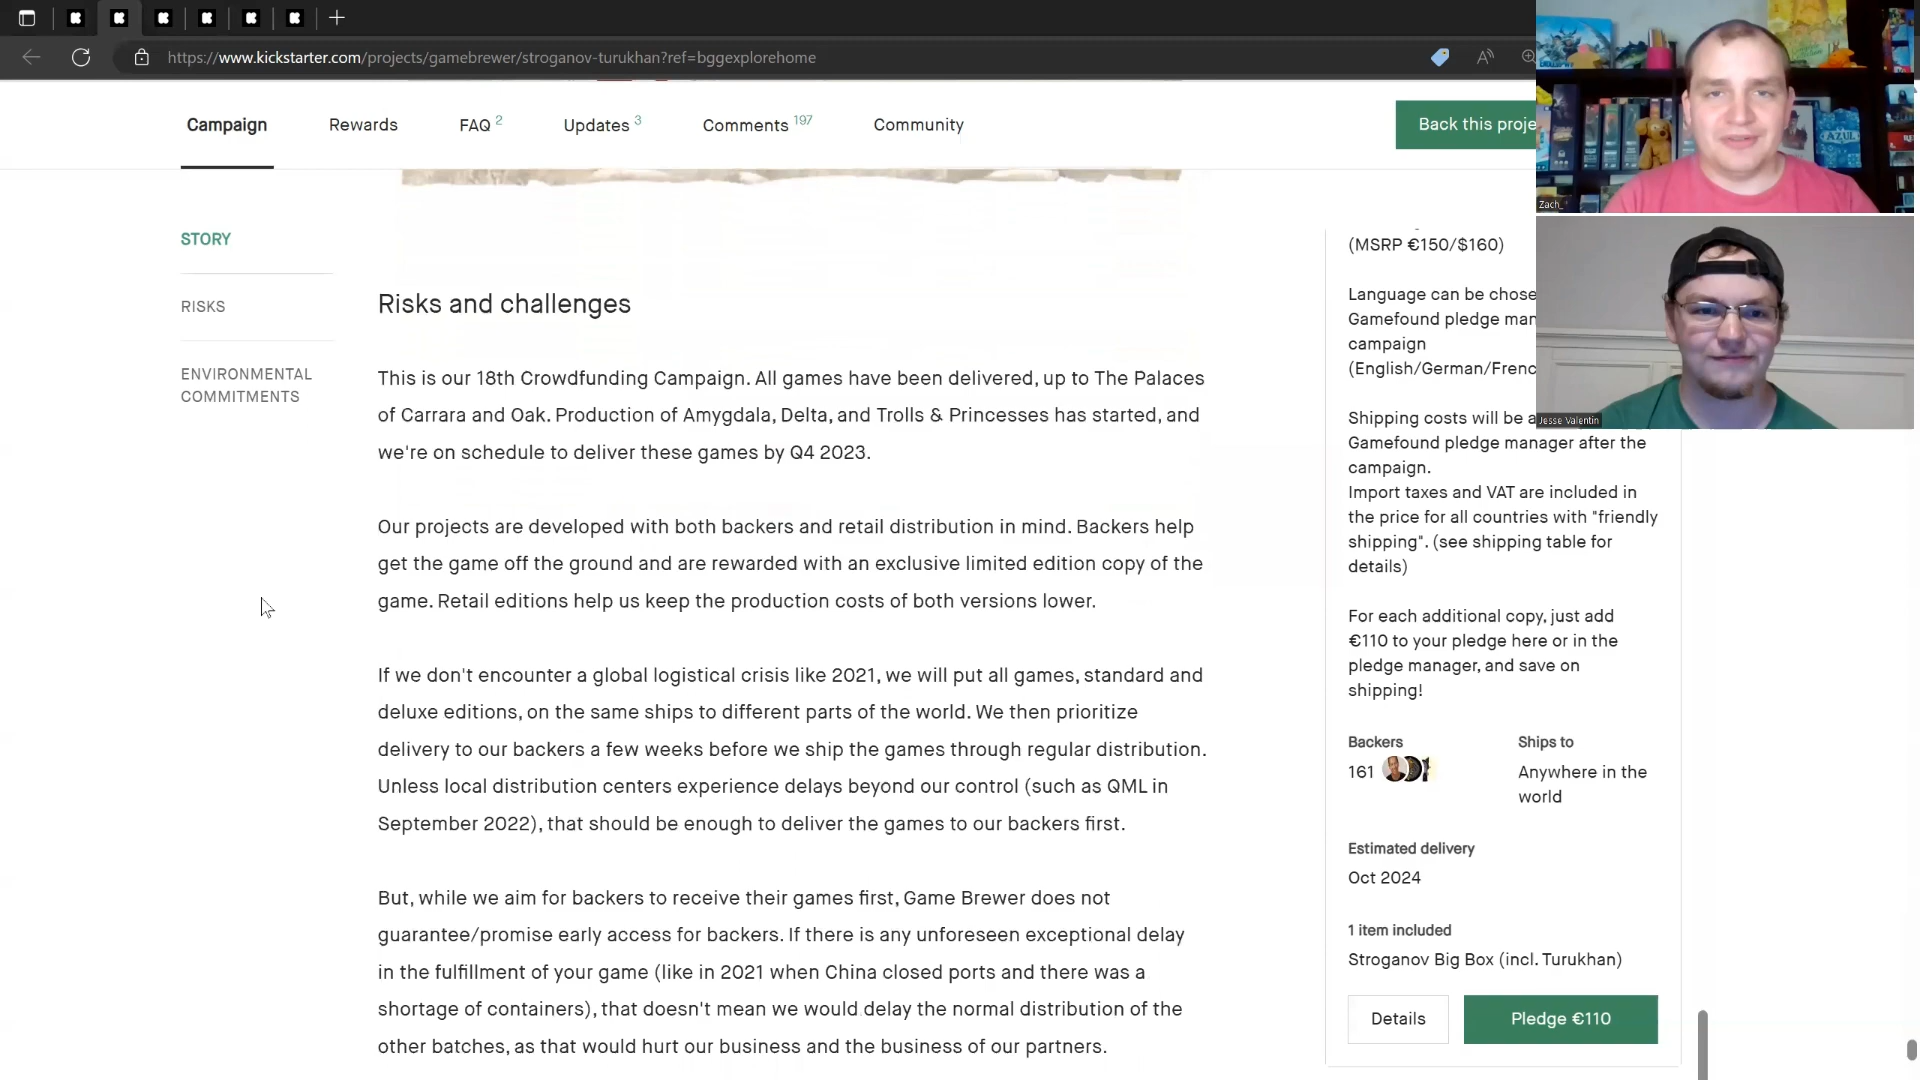 https://www.kickstarter.com/projects/gamebrewer/stroganov-turukhan?ref=bggexplorehome
Campaign
Rewards
FAQ 2
Updates 3
Comments 197
Community
Back this proje
STORY
RISKS
ENVIRONMENTAL
COMMITMENTS
Risks and challenges
This is our 18th Crowdfunding Campaign. All games have been delivered, up to The Palaces
of Carrara and Oak. Production of Amygdala, Delta, and Trolls & Princesses has started, and
we're on schedule to deliver these games by Q4 2023.
Our projects are developed with both backers and retail distribution in mind. Backers help
get the game off the ground and are rewarded with an exclusive limited edition copy of the
game. Retail editions help us keep the production costs of both versions lower.
If we don't encounter a global logistical crisis like 2021, we will put all games, standard and
deluxe editions, on the same ships to different parts of the world. We then prioritize
delivery to our backers a few weeks before we ship the games through regular distribution.
Unless local distribution centers experience delays beyond our control (such as QML in
September 2022), that should be enough to deliver the games to our backers first.
But, while we aim for backers to receive their games first, Game Brewer does not
guarantee/promise early access for backers. If there is any unforeseen exceptional delay
in the fulfillment of your game (like in 2021 when China closed ports and there was a
shortage of containers), that doesn't mean we would delay the normal distribution of the
other batches, as that would hurt our business and the business of our partners.
(MSRP €150/$160)
Language can be chose
Gamefound pledge man
campaign
(English/German/Frenc
Shipping costs will be a
Gamefound pledge manager after the
campaign.
Import taxes and VAT are included in
the price for all countries with "friendly
shipping". (see shipping table for
details)
For each additional copy, just add
€110 to your pledge here or in the
pledge manager, and save on
shipping!
Backers
161
Ships to
Anywhere in the
world
Estimated delivery
Oct 2024
1 item included
Stroganov Big Box (incl. Turukhan)
Details
Pledge €110
AZUL
Zach_
Jesse Valentin